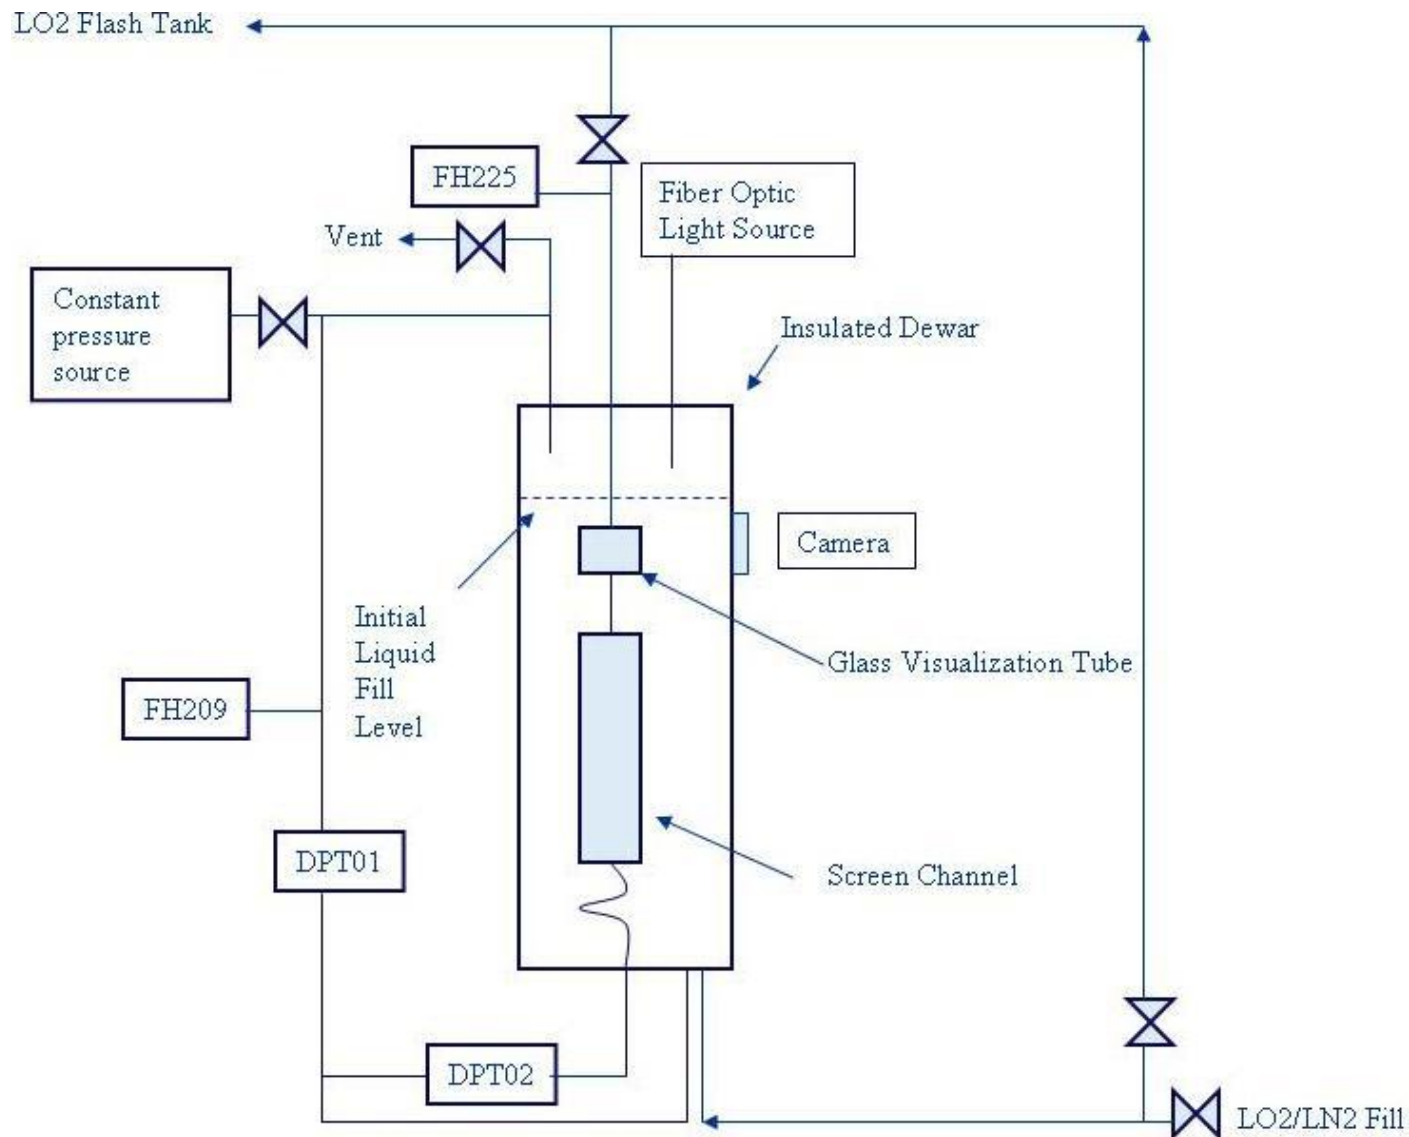 LO2 Flash Tank
FH225
Fiber Optic
Light Source
Vent
Constant
pressure
source
Insulated Dewar
Camera
Initial
Liquid
Fill
Level
Glass Visualization Tube
FH209
DPT01
Screen Channel
DPT02
LO2/LN2 Fill